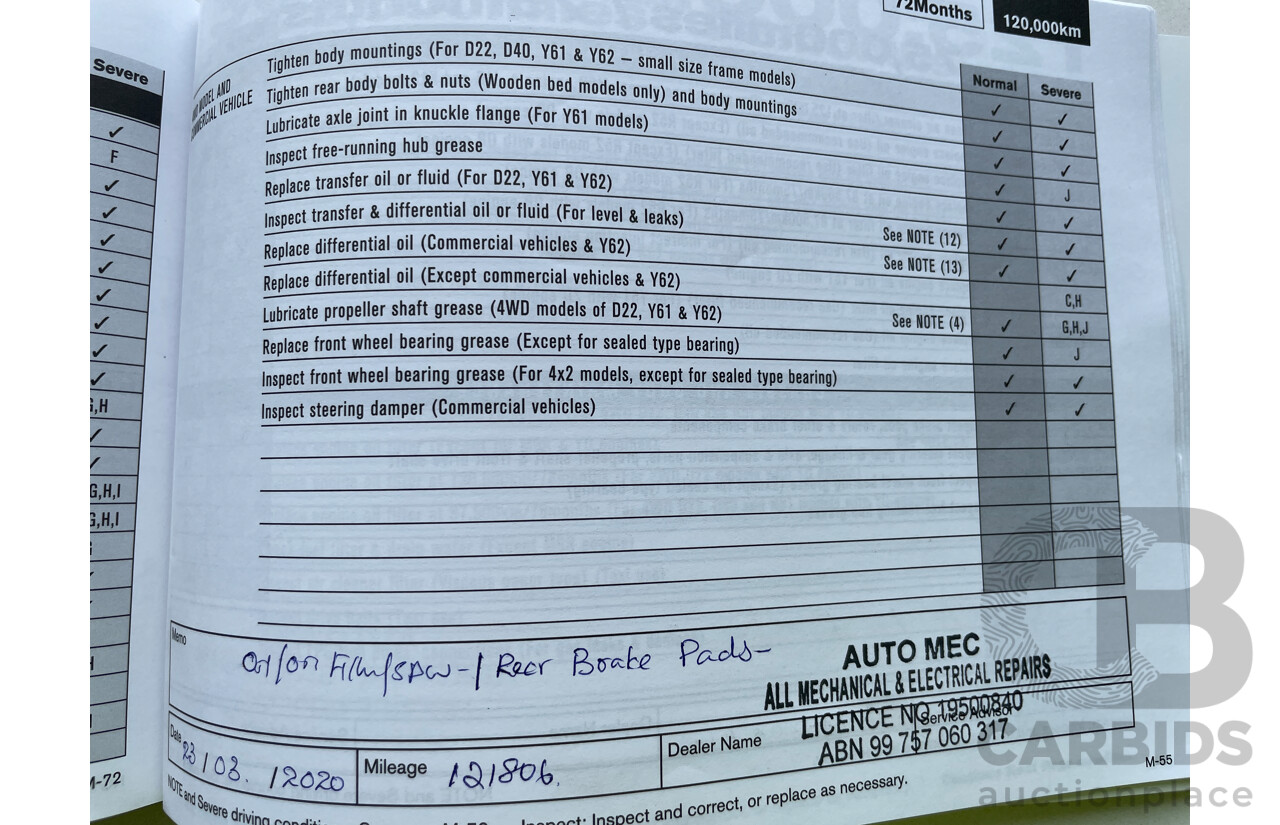 72Months
120,000km
Severe
Normal Severe
MODEL AND
COMMERCIAL VEHICLE
Tighten body mountings (For D22, D40, Y61 & Y62 – small size frame models) ✓ ✓
Tighten rear body bolts & nuts (Wooden bed models only) and body mountings ✓ ✓
Lubricate axle joint in knuckle flange (For Y61 models) ✓ ✓
Inspect free-running hub grease ✓ J
Replace transfer oil or fluid (For D22, Y61 & Y62) ✓ ✓
Inspect transfer & differential oil or fluid (For level & leaks) See NOTE (12) ✓ ✓
Replace differential oil (Commercial vehicles & Y62) See NOTE (13) ✓ ✓
Replace differential oil (Except commercial vehicles & Y62) C,H
Lubricate propeller shaft grease (4WD models of D22, Y61 & Y62) See NOTE (4) ✓ G,H,J
Replace front wheel bearing grease (Except for sealed type bearing) ✓ J
Inspect front wheel bearing grease (For 4x2 models, except for sealed type bearing) ✓ ✓
Inspect steering damper (Commercial vehicles) ✓ ✓
✓
F
✓
✓
✓
✓
✓
✓
✓
✓
G,H
✓
✓
G,H,I
G,H,I
M-72
Memo
Rear Brake Pads-
AUTO MEC
ALL MECHANICAL & ELECTRICAL REPAIRS
LICENCE NO 19500840
ABN 99 757 060 317
Date 23/03./2020
Mileage 121806.
Dealer Name
Service Advisor
M-55
NOTE and Severe driving
Inspect: Inspect and correct, or replace as necessary.
CARBIDS
auctionplace